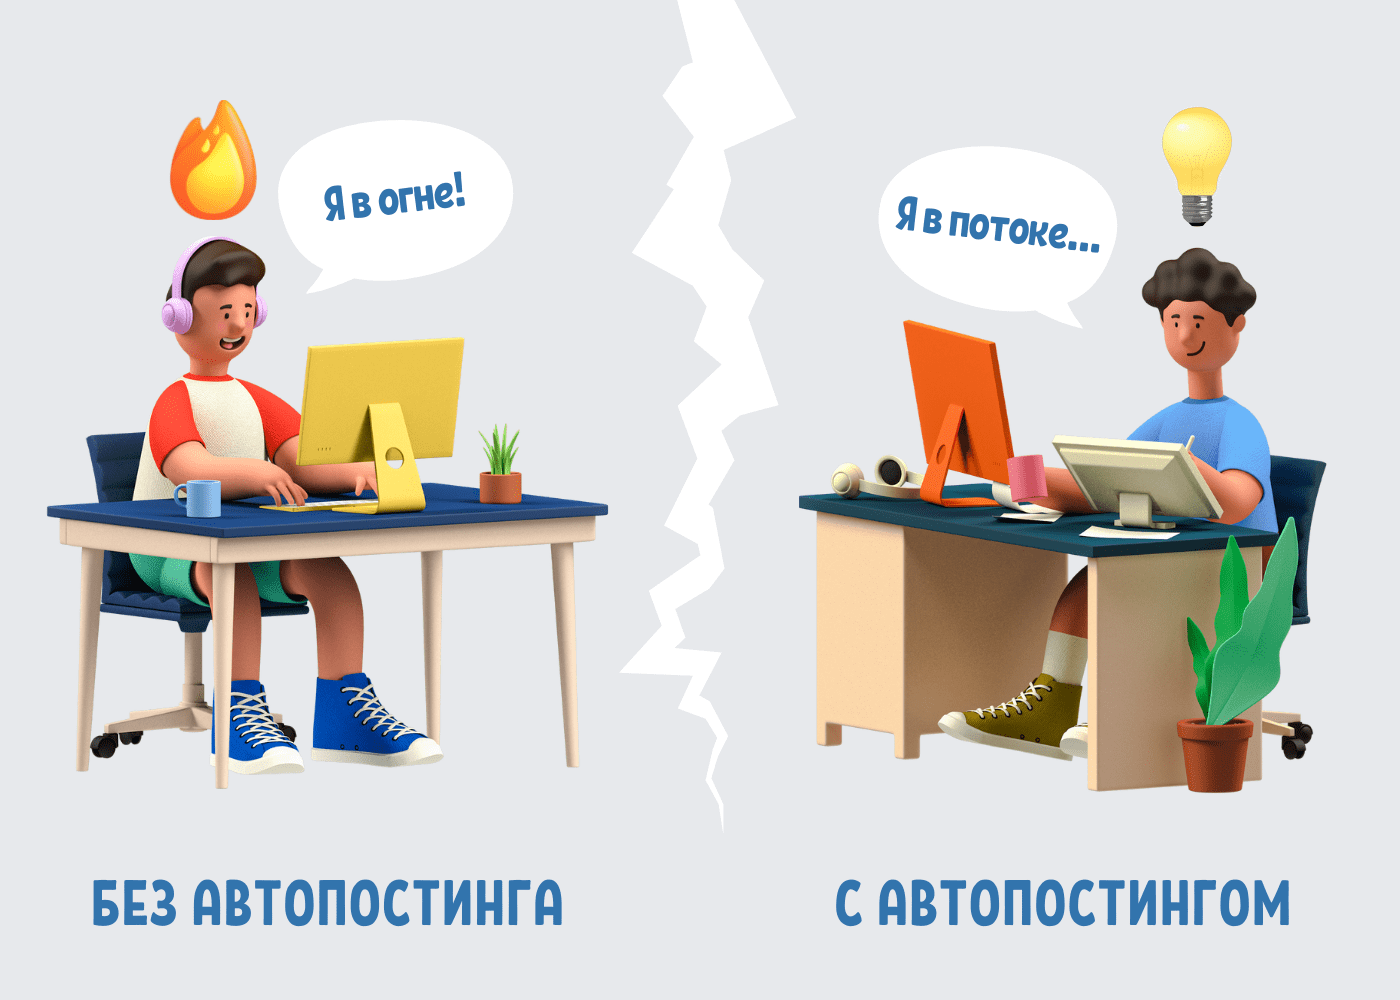 Я в огне!
Я в потоке...
БЕЗ АВТОПОСТИНГА
С АВТОПОСТИНГОМ